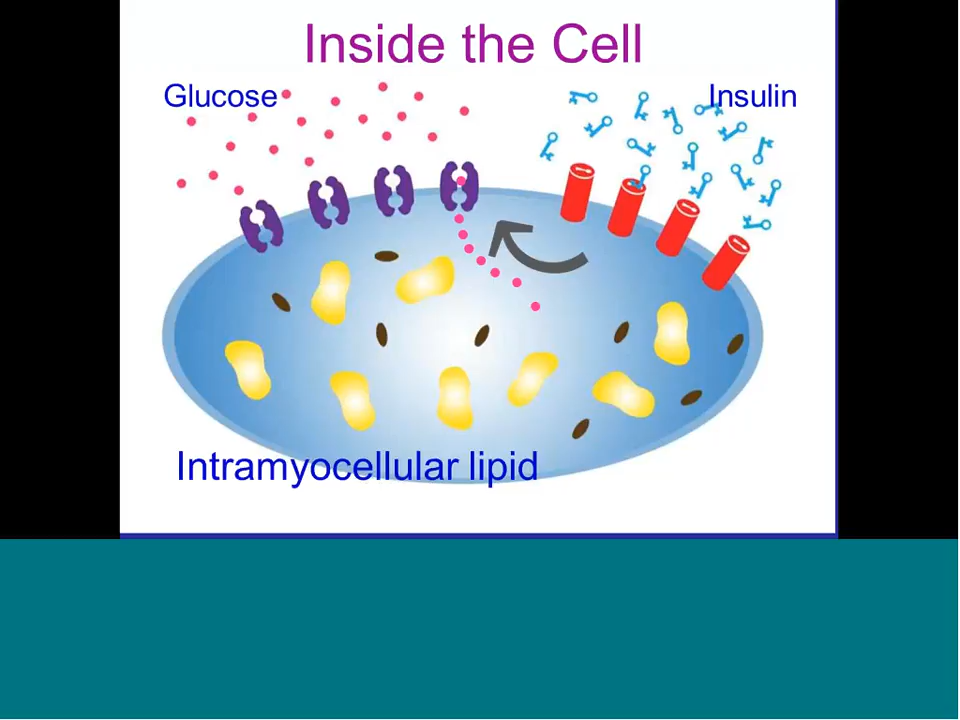 Inside the Cell
Glucose
Insulin
Intramyocellular lipid